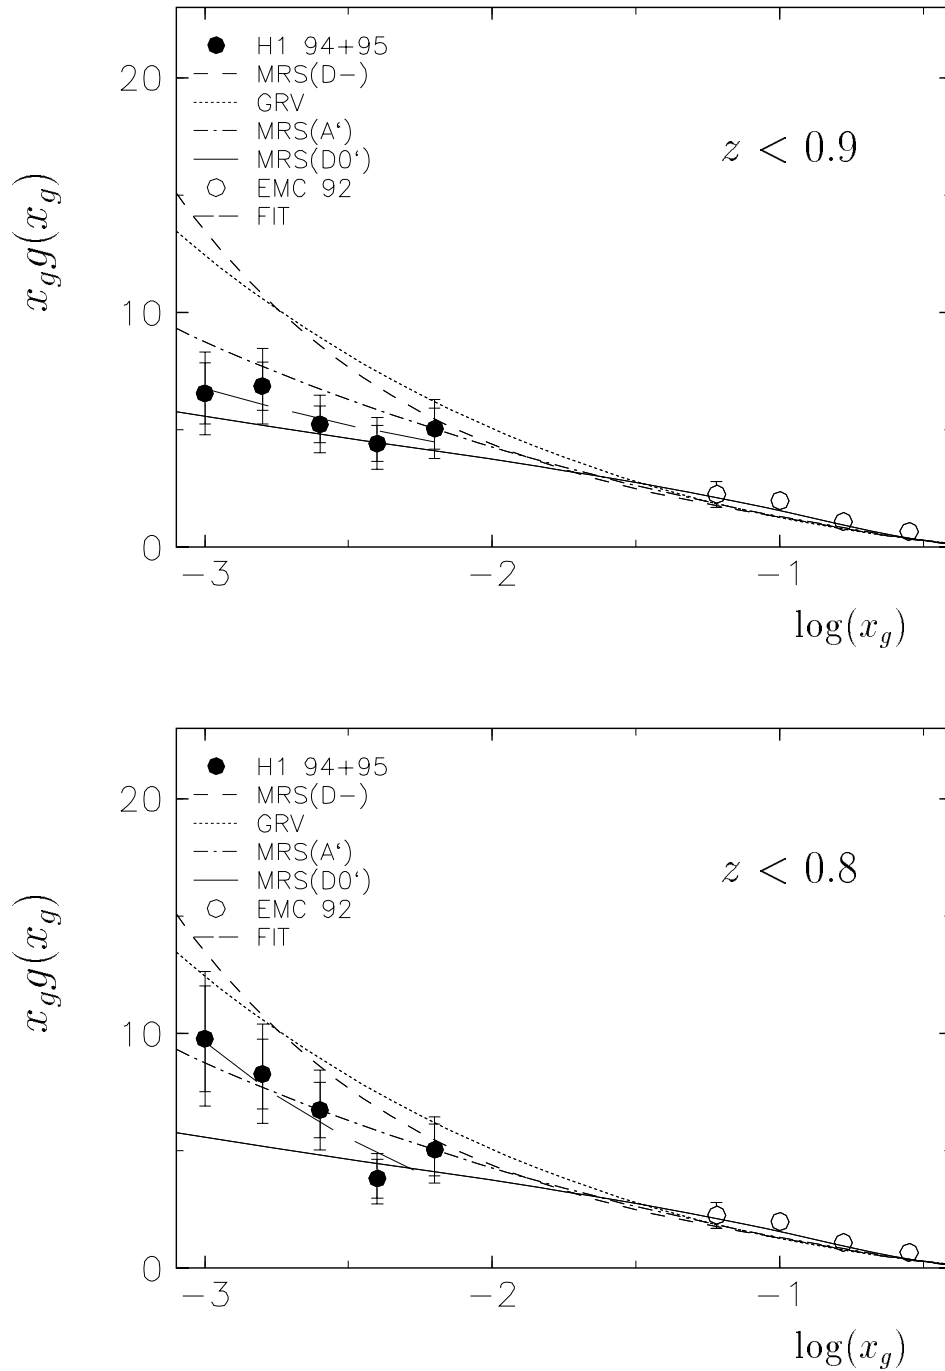 H1 94+95
20
MRS(D-)
GRV
MRS(A‘)
z < 0.9
MRS(D0‘)
EMC 92
FIT
x_g g(x_g)
10
0
−3
−2
−1
log(x_g)
H1 94+95
20
MRS(D-)
GRV
MRS(A‘)
z < 0.8
MRS(D0‘)
EMC 92
FIT
x_g g(x_g)
10
0
−3
−2
−1
log(x_g)